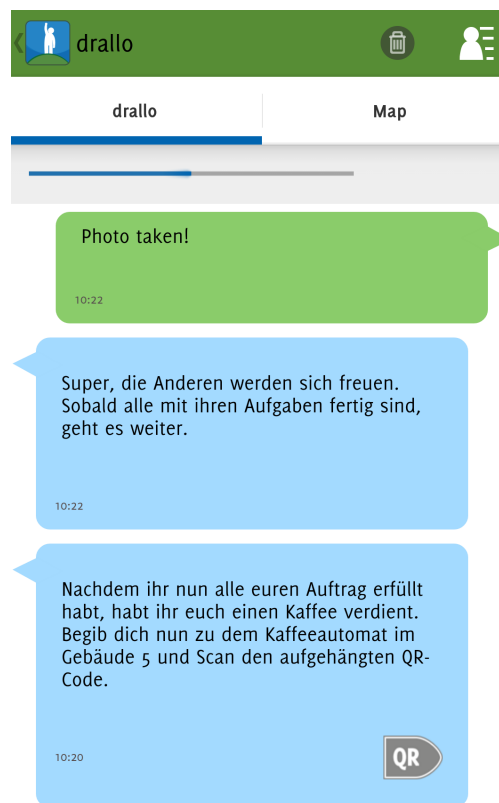 drallo
drallo
Map
Photo taken!
10:22
Super, die Anderen werden sich freuen.
Sobald alle mit ihren Aufgaben fertig sind,
geht es weiter.
10:22
Nachdem ihr nun alle euren Auftrag erfüllt
habt, habt ihr euch einen Kaffee verdient.
Begib dich nun zu dem Kaffeeautomat im
Gebäude 5 und Scan den aufgehängten QR-
Code.
10:20
QR